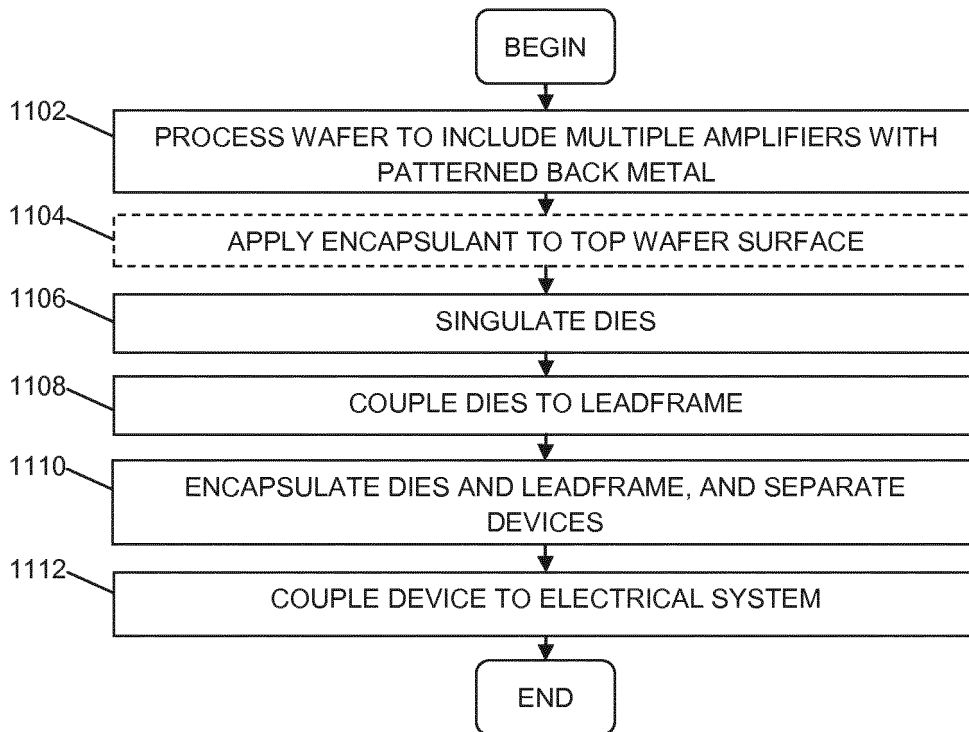 BEGIN
1102
PROCESS WAFER TO INCLUDE MULTIPLE AMPLIFIERS WITH
PATTERNED BACK METAL
1104
APPLY ENCAPSULANT TO TOP WAFER SURFACE
1106
SINGULATE DIES
1108
COUPLE DIES TO LEADFRAME
1110
ENCAPSULATE DIES AND LEADFRAME, AND SEPARATE
DEVICES
1112
COUPLE DEVICE TO ELECTRICAL SYSTEM
END